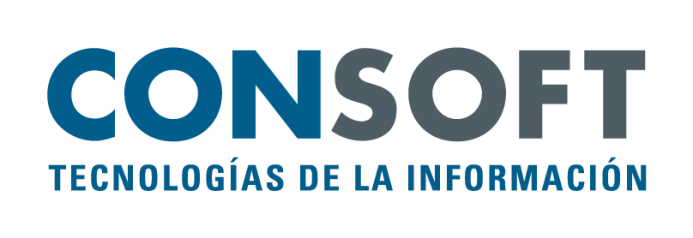 CONSOFT
TECNOLOGÍAS DE LA INFORMACIÓN